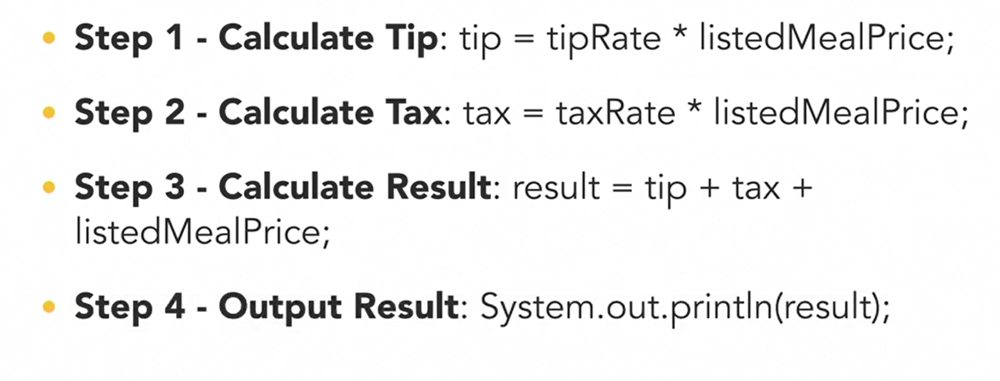 • Step 1 - Calculate Tip: tip = tipRate * listedMealPrice;
• Step 2 - Calculate Tax: tax = taxRate * listedMealPrice;
• Step 3 - Calculate Result: result = tip + tax +
listedMealPrice;
• Step 4 - Output Result: System.out.println(result);